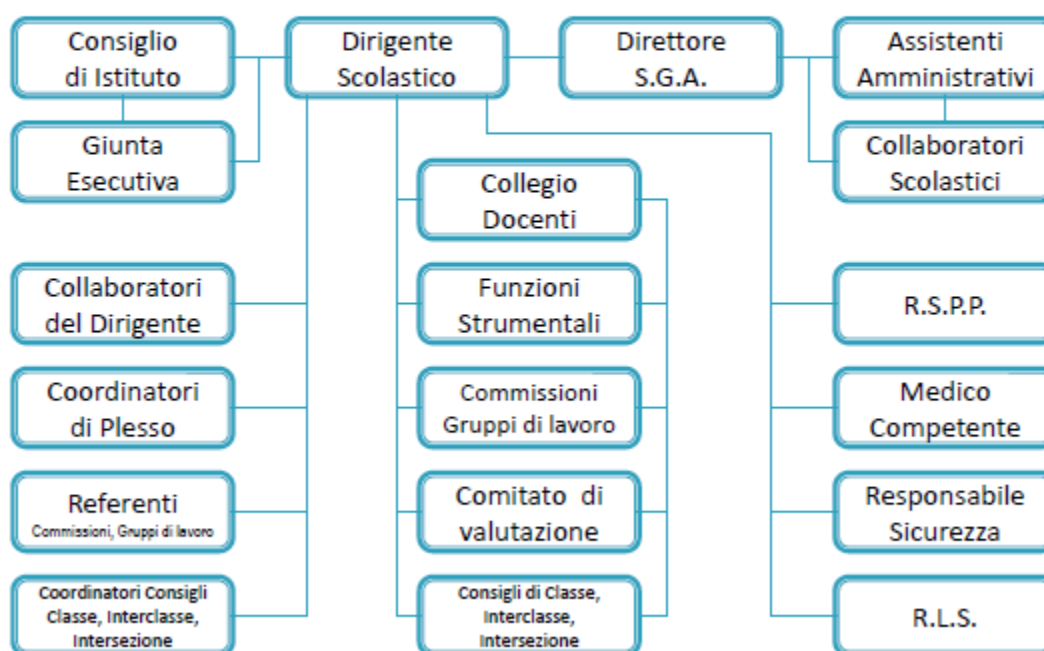 Consiglio
di Istituto
Dirigente
Scolastico
Direttore
S.G.A.
Assistenti
Amministrativi
Giunta
Esecutiva
Collaboratori
Scolastici
Collegio
Docenti
Collaboratori
del Dirigente
Funzioni
Strumentali
R.S.P.P.
Coordinatori
di Plesso
Commissioni
Gruppi di lavoro
Medico
Competente
Referenti
Commissioni, Gruppi di lavoro
Comitato di
valutazione
Responsabile
Sicurezza
Coordinatori Consigli
Classe, Interclasse,
Intersezione
Consigli di Classe,
Interclasse,
Intersezione
R.L.S.